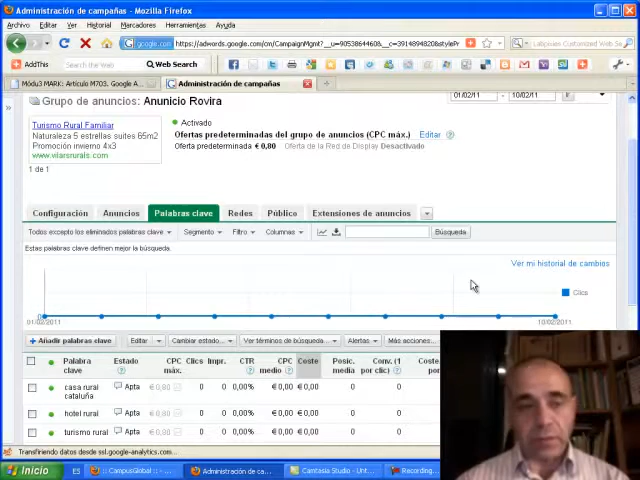 Administración de campañas - Mozilla Firefox
Archivo Editar Ver Historial Marcadores Herramientas Ayuda
google.com https://adwords.google.com/cm/CampaignMgmt?__u=9053864460&__c=391489482&stylePr
AddThis Search the Web Web Search
Módu3 MARK: Artículo M703. Google A... Administración de campañas
Grupo de anuncios: Anunicio Rovira
01/02/11 - 10/02/11 Ir
Turismo Rural Familiar
Naturaleza 5 estrellas suites 65m2
Promoción invierno 4x3
www.vilarsrurals.com
1 de 1
Activado
Ofertas predeterminadas del grupo de anuncios (CPC máx.) Editar
Oferta predeterminada € 0,80 Oferta de la Red de Display Desactivado
Configuración Anuncios Palabras clave Redes Público Extensiones de anuncios
Todos excepto los eliminados palabras clave Segmento Filtro Columnas Búsqueda
Estas palabras clave definen mejor la búsqueda.
Ver mi historial de cambios
Clics
0
01/02/2011 10/02/2011
+ Añadir palabras clave Editar Cambiar estado... Ver términos de búsqueda... Alertas Más acciones...
Palabra clave Estado CPC máx. Clics Impr. CTR CPC medio Coste Posic. media Conv. (1 por clic) Coste
casa rural cataluña Apta € 0,80 0 0 0,00% € 0,00 € 0,00 0 0
hotel rural Apta € 0,80 0 0 0,00% € 0,00 € 0,00 0 0
turismo rural Apta € 0,80 0 0 0,00% € 0,00 € 0,00 0 0
Transfiriendo datos desde ssl.google-analytics.com...
Inicio ES :: CampusGlobal :: -... Administración de ca... Camtasia Studio - Unt... Recording...